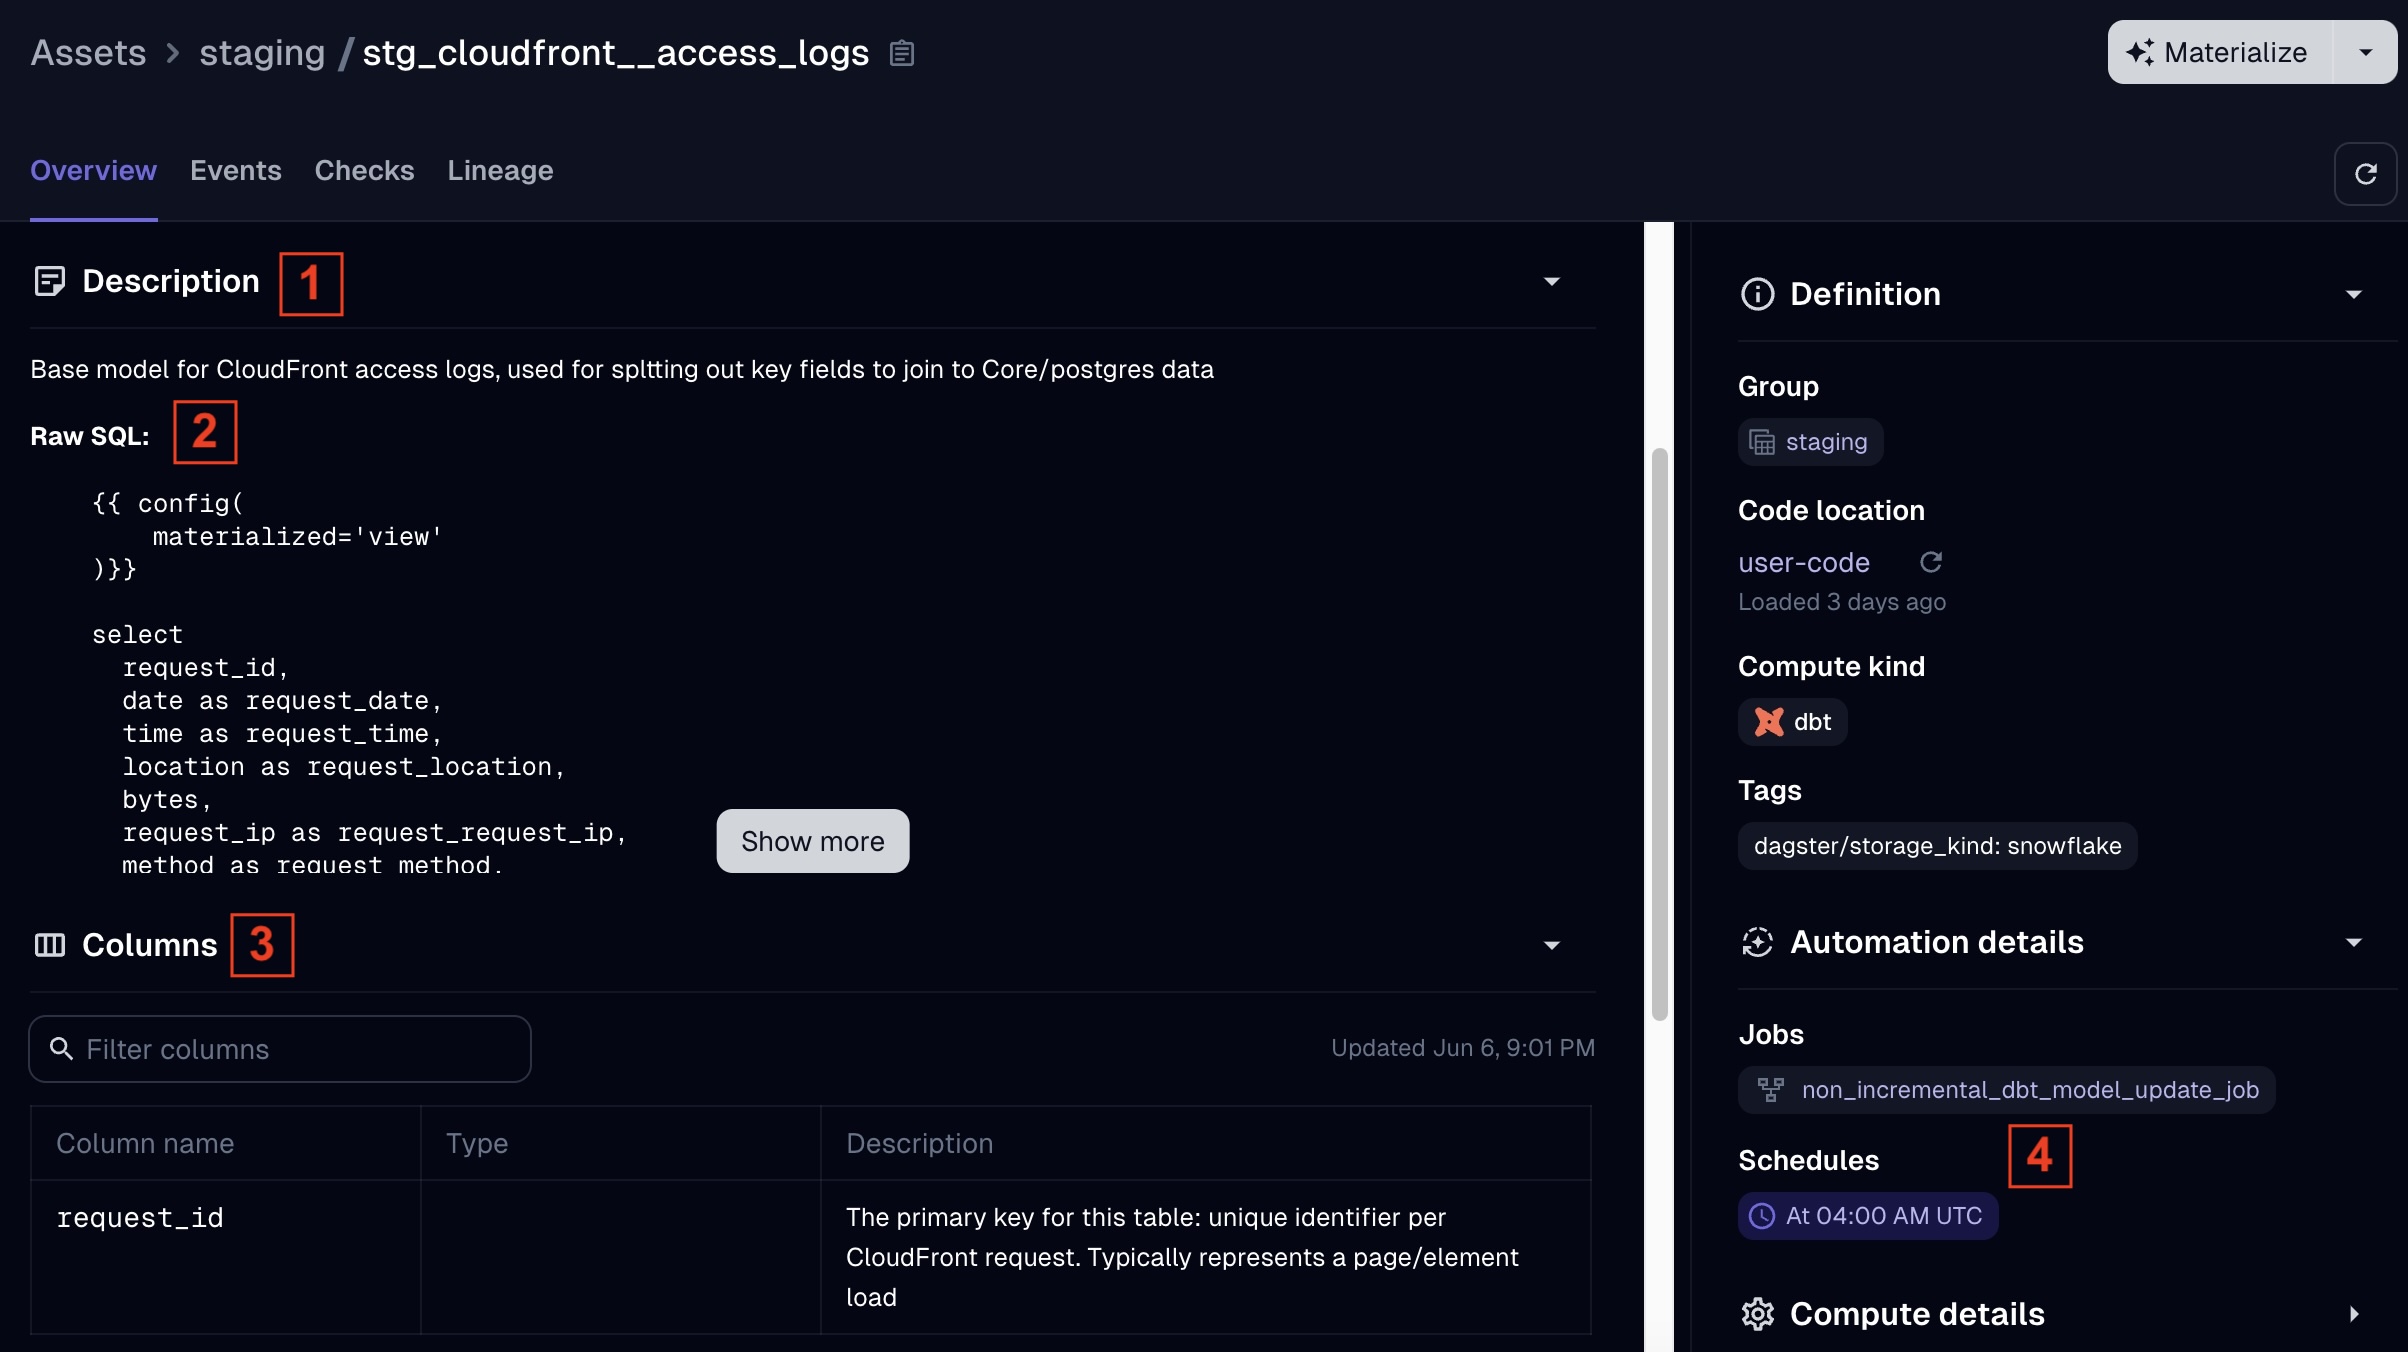 Assets > staging / stg_cloudfront__access_logs
Materialize
Overview Events Checks Lineage
Description 1
Base model for CloudFront access logs, used for spltting out key fields to join to Core/postgres data
Raw SQL: 2
{{ config(
    materialized='view'
)}}
select
  request_id,
  date as request_date,
  time as request_time,
  location as request_location,
  bytes,
  request_ip as request_request_ip,
  method as request_method,
Show more
Columns 3
Filter columns
Updated Jun 6, 9:01 PM
Column name Type Description
request_id
The primary key for this table: unique identifier per
CloudFront request. Typically represents a page/element
load
Definition
Group
staging
Code location
user-code
Loaded 3 days ago
Compute kind
dbt
Tags
dagster/storage_kind: snowflake
Automation details
Jobs
non_incremental_dbt_model_update_job
Schedules 4
At 04:00 AM UTC
Compute details